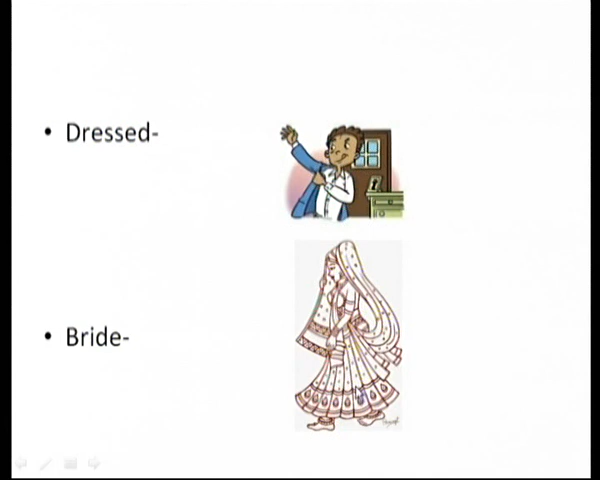 • Dressed-
• Bride-